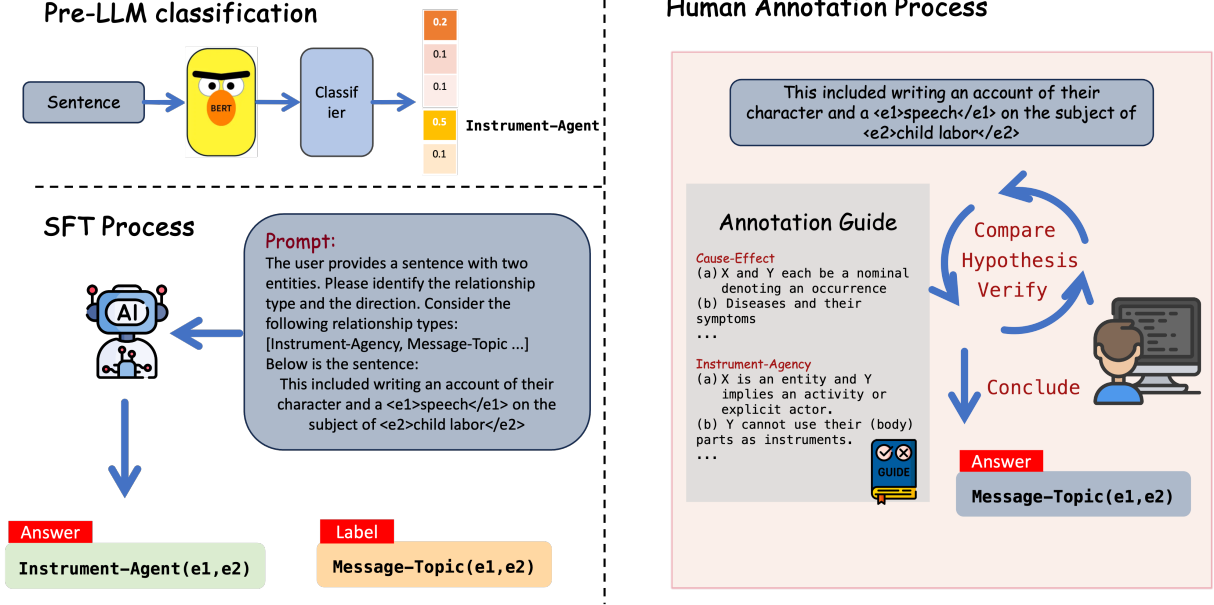 Pre-LLM classification
Sentence
BERT
Classif
ier
0.2
0.1
0.1
0.5
0.1
Instrument-Agent
SFT Process
AI
Prompt:
The user provides a sentence with two
entities. Please identify the relationship
type and the direction. Consider the
following relationship types:
[Instrument-Agency, Message-Topic ...]
Below is the sentence:
This included writing an account of their
character and a <e1>speech</e1> on the
subject of <e2>child labor</e2>
Answer
Instrument-Agent(e1,e2)
Label
Message-Topic(e1,e2)
Human Annotation Process
This included writing an account of their
character and a <e1>speech</e1> on the subject of
<e2>child labor</e2>
Annotation Guide
Cause-Effect
(a) X and Y each be a nominal
denoting an occurrence
(b) Diseases and their
symptoms
...
Instrument-Agency
(a) X is an entity and Y
implies an activity or
explicit actor.
(b) Y cannot use their (body)
parts as instruments.
...
GUIDE
Compare
Hypothesis
Verify
Conclude
Answer
Message-Topic(e1,e2)